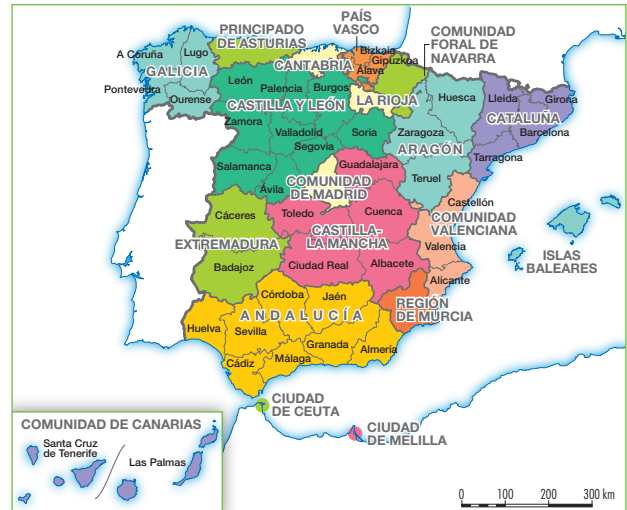 PRINCIPADO
DE ASTURIAS
PAÍS
VASCO
COMUNIDAD
FORAL DE
NAVARRA
A Coruña
Lugo
GALICIA
Pontevedra
Ourense
CANTABRIA
Bizkaia
Gipuzkoa
Álava
León
Palencia
Burgos
CASTILLA Y LEÓN
Zamora
Valladolid
Segovia
Soria
Salamanca
Ávila
LA RIOJA
Huesca
Zaragoza
ARAGÓN
Teruel
Lleida
Girona
CATALUÑA
Barcelona
Tarragona
Guadalajara
COMUNIDAD
DE MADRID
Toledo
Cuenca
CASTILLA-
LA MANCHA
Ciudad Real
Albacete
Cáceres
EXTREMADURA
Badajoz
Castellón
COMUNIDAD
VALENCIANA
Valencia
Alicante
ISLAS
BALEARES
REGIÓN
DE MURCIA
Córdoba
Jaén
ANDALUCÍA
Huelva
Sevilla
Granada
Almería
Málaga
Cádiz
CIUDAD
DE CEUTA
CIUDAD
DE MELILLA
COMUNIDAD DE CANARIAS
Santa Cruz
de Tenerife
Las Palmas
0 100 200 300 km